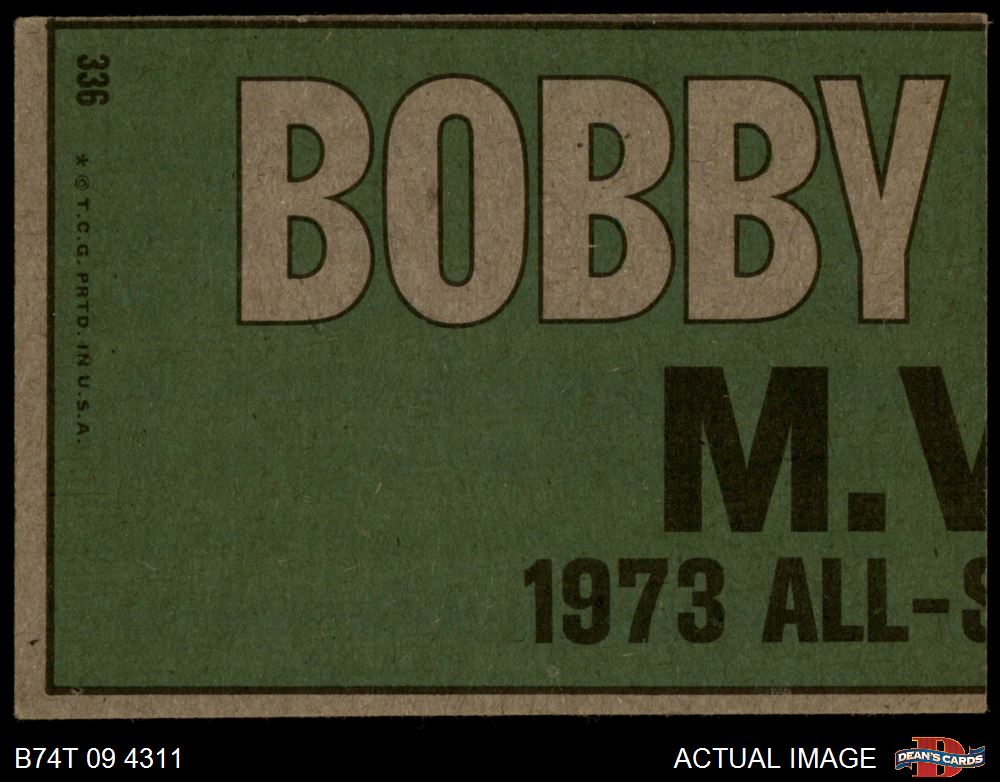 336
* © T.C.G. PRTD. IN U.S.A.
BOBBY
M.V
1973 ALL-S
B74T 09 4311
ACTUAL IMAGE
D
DEAN'S CARDS